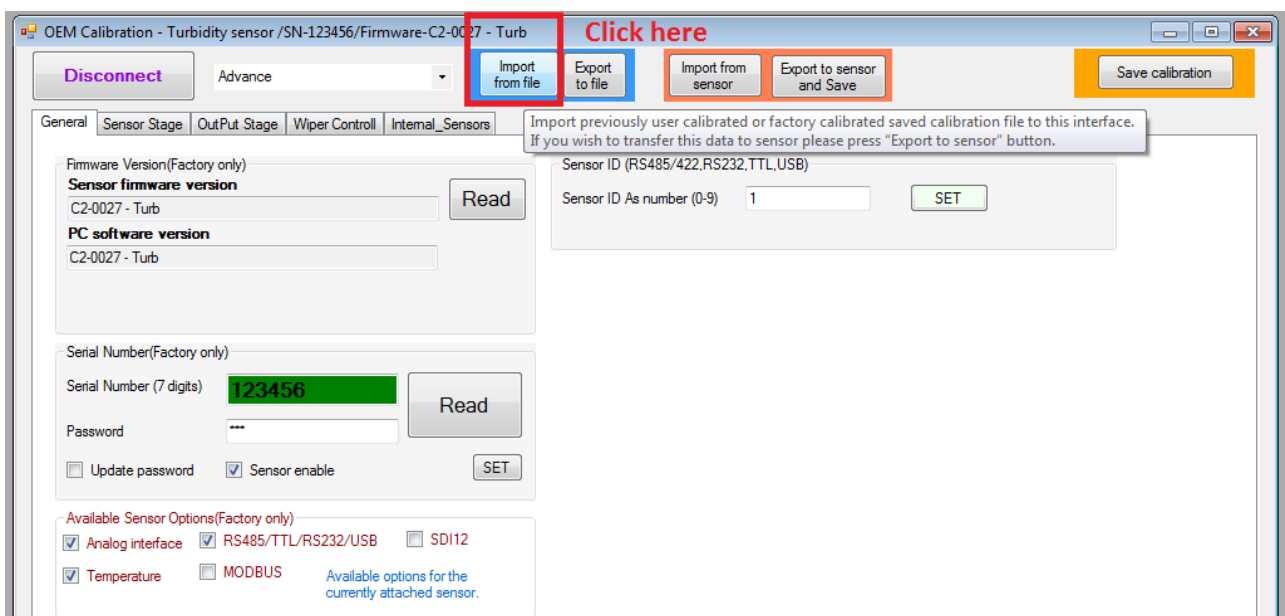 OEM Calibration - Turbidity sensor /SN-123456/Firmware-C2-0027 - Turb
Click here
Disconnect
Advance
Import
from file
Export
to file
Import from
sensor
Export to sensor
and Save
Save calibration
General
Sensor Stage
OutPut Stage
Wiper Controll
Internal_Sensors
Import previously user calibrated or factory calibrated saved calibration file to this interface.
If you wish to transfer this data to sensor please press "Export to sensor" button.
Firmware Version(Factory only)
Sensor firmware version
C2-0027 - Turb
Read
PC software version
C2-0027 - Turb
Sensor ID (RS485/422,RS232,TTL,USB)
Sensor ID As number (0-9)
1
SET
Serial Number(Factory only)
Serial Number (7 digits)
123456
Read
Password
***
Update password
Sensor enable
SET
Available Sensor Options(Factory only)
Analog interface
RS485/TTL/RS232/USB
SDI12
Temperature
MODBUS
Available options for the
currently attached sensor.